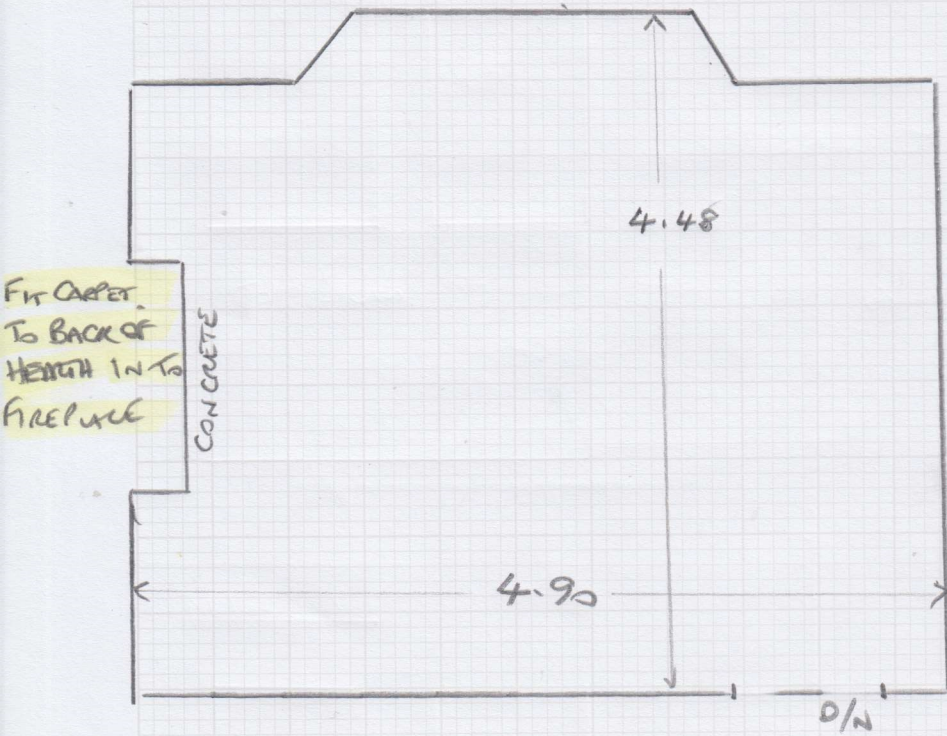 4.48
FIT CARPET
TO BACK OF
HEARTH IN TO
FIREPLACE
CONCRETE
4.90
D/N